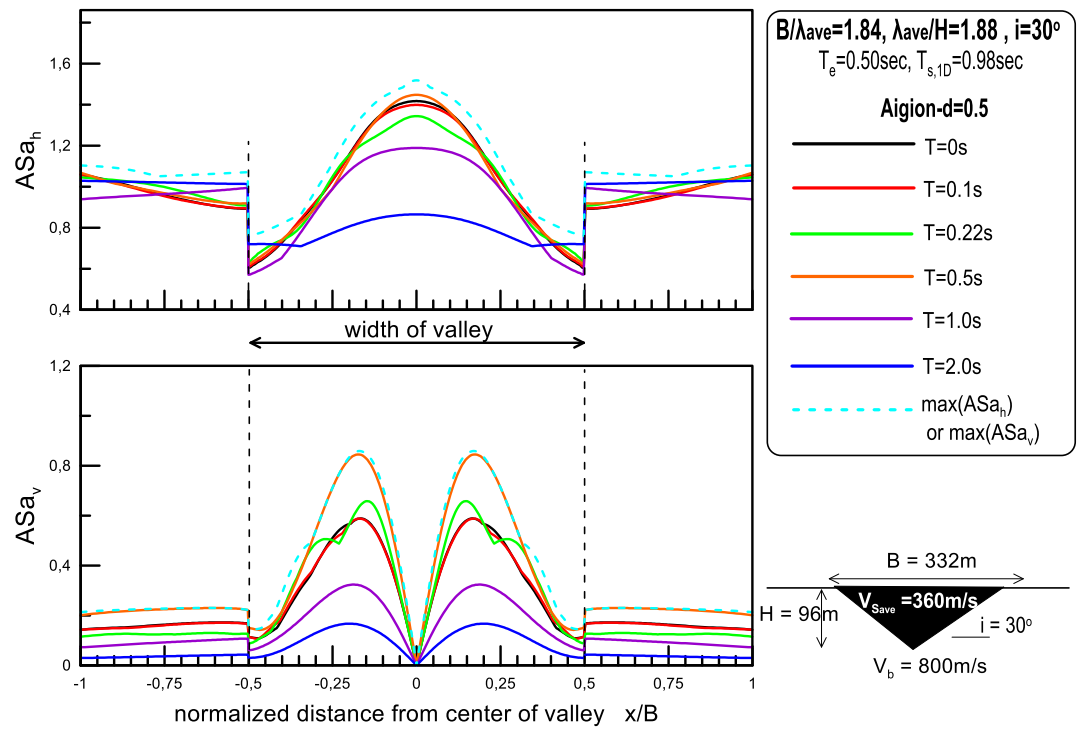 1,6
1,2
0,8
0,4
ASa_h
width of valley
1,2
0,8
0,4
0
ASa_v
-1 -0,75 -0,5 -0,25 0 0,25 0,5 0,75 1
normalized distance from center of valley x/B
B/λave=1.84, λave/H=1.88 , i=30º
T_e=0.50sec, T_s,1D=0.98sec
Aigion-d=0.5
T=0s
T=0.1s
T=0.22s
T=0.5s
T=1.0s
T=2.0s
max(ASa_h)
or max(ASa_v)
B = 332m
V_Save =360m/s
H = 96m
i = 30º
V_b = 800m/s